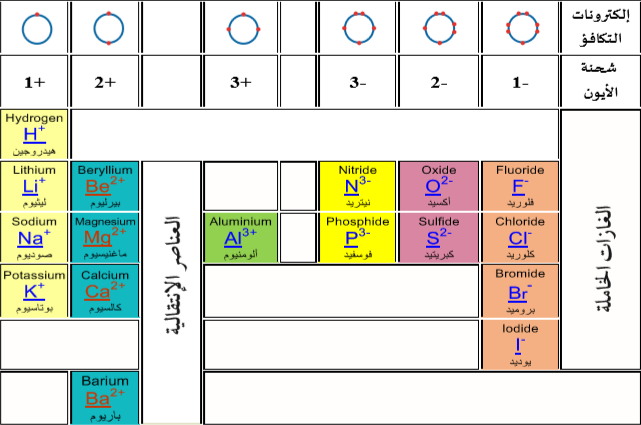 إلكترونات
التكافؤ
شحنة
الأيون
1+
2+
3+
3-
2-
1-
Hydrogen
H+
هيدروجين
Lithium
Li+
ليثيوم
Beryllium
Be2+
بيرليوم
Nitride
N3-
نيتريد
Oxide
O2-
أكسيد
Fluoride
F-
فلوريد
Sodium
Na+
صوديوم
Magnesium
Mg2+
ماغنيسيوم
Aluminium
Al3+
ألومنيوم
Phosphide
P3-
فوسفيد
Sulfide
S2-
كبريتيد
Chloride
Cl-
كلوريد
Potassium
K+
بوتاسيوم
Calcium
Ca2+
كالسيوم
Bromide
Br-
بروميد
Iodide
I-
يوديد
Barium
Ba2+
باريوم
العناصر الإنتقالية
الغازات الخاملة